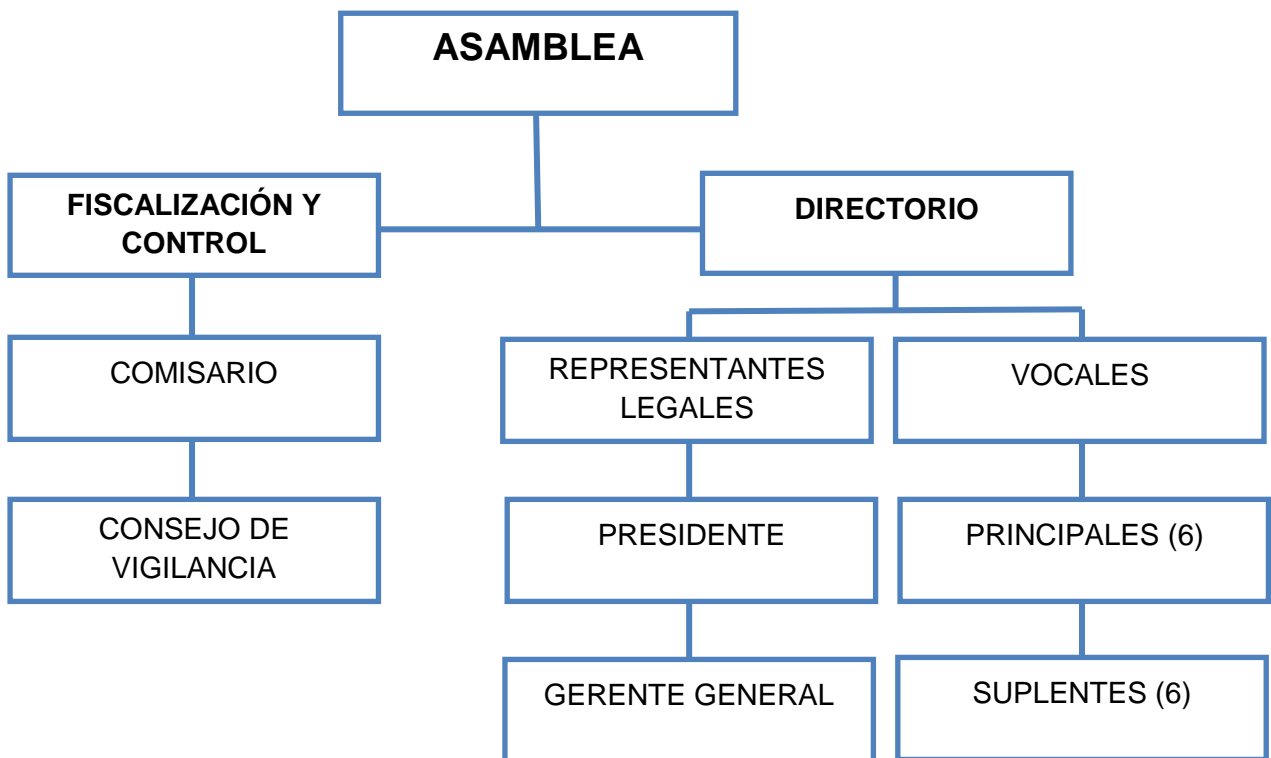 ASAMBLEA
FISCALIZACIÓN Y
CONTROL
DIRECTORIO
COMISARIO
REPRESENTANTES
LEGALES
VOCALES
CONSEJO DE
VIGILANCIA
PRESIDENTE
PRINCIPALES (6)
GERENTE GENERAL
SUPLENTES (6)